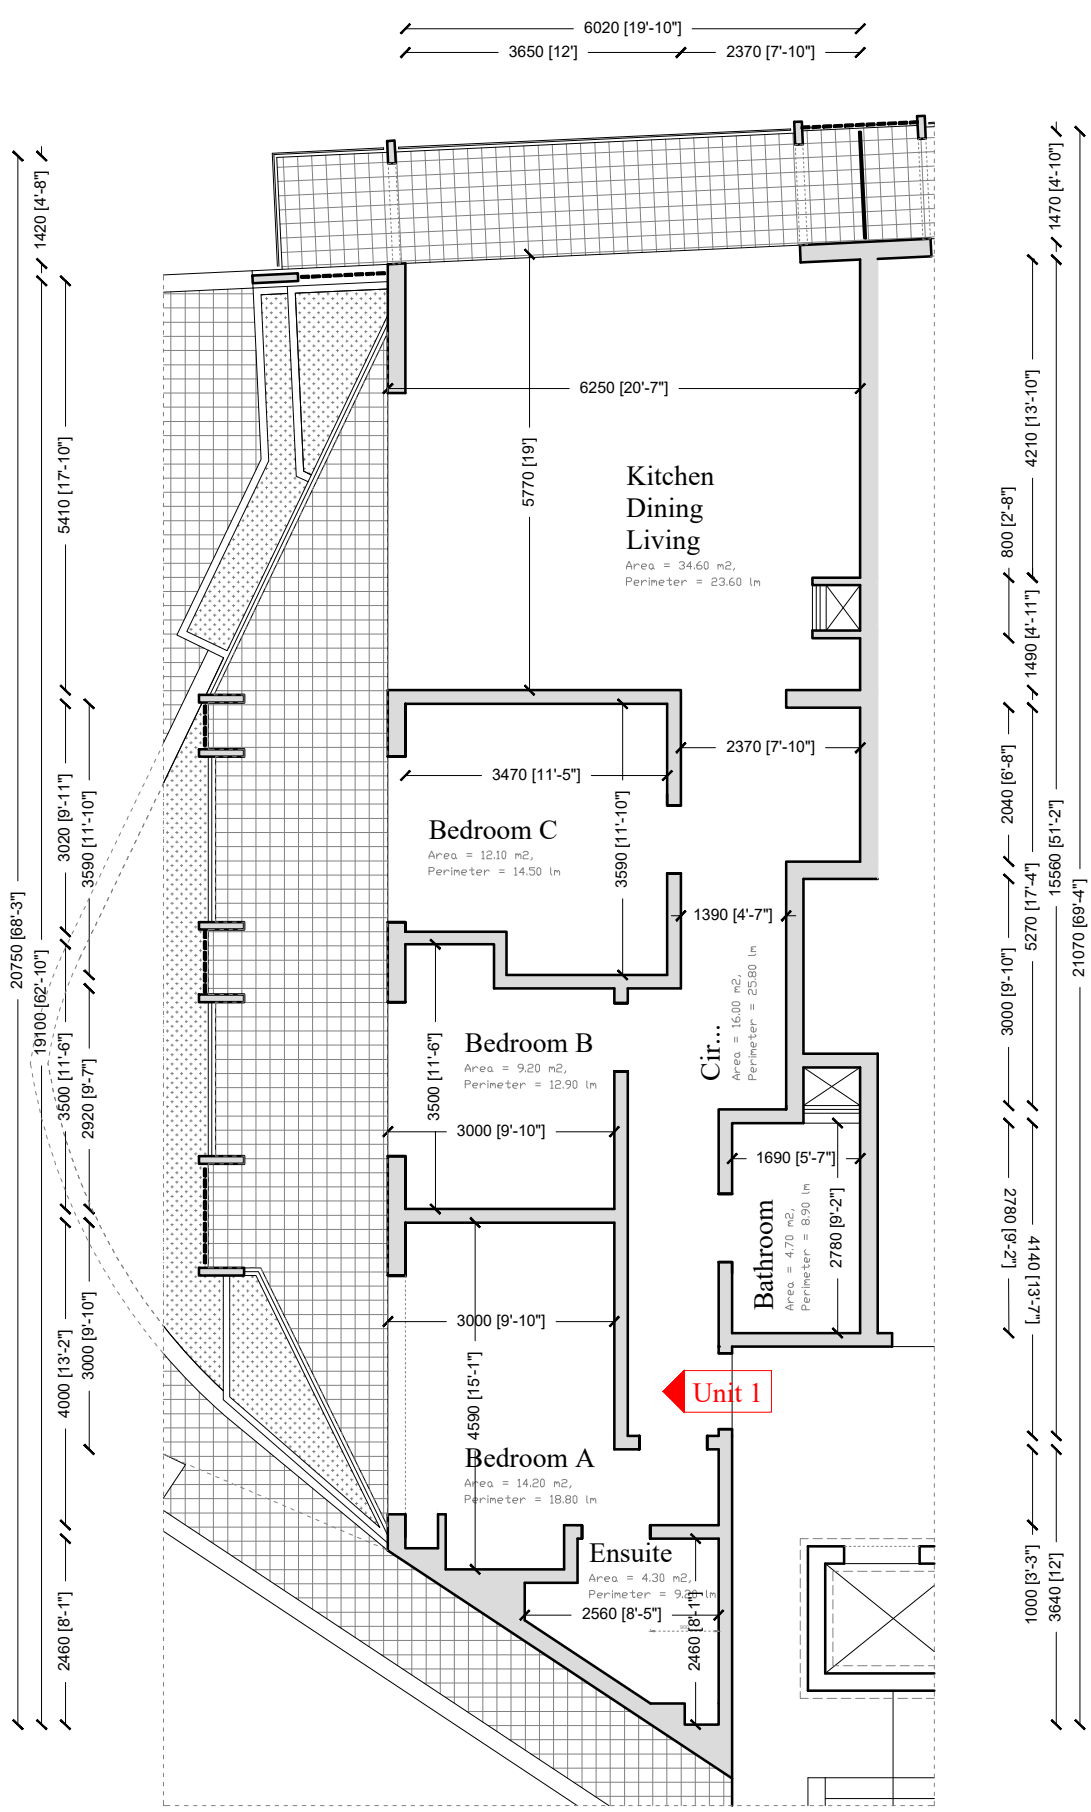 6020 [19'-10"]
3650 [12']
2370 [7'-10"]
20750 [68'-3"]
1420 [4'-8"]
19100 [62'-10"]
5410 [17'-10"]
3020 [9'-11"]
3590 [11'-10"]
3500 [11'-6"]
2920 [9'-7"]
4000 [13'-2"]
3000 [9'-10"]
2460 [8'-1"]
6250 [20'-7"]
5770 [19']
Kitchen
Dining
Living
Area = 34.60 m2,
Perimeter = 23.60 lm
2370 [7'-10"]
3470 [11'-5"]
3590 [11'-10"]
Bedroom C
Area = 12.10 m2,
Perimeter = 14.50 lm
1390 [4'-7"]
Cir...
Area = 16.00 m2,
Perimeter = 25.80 lm
Bedroom B
Area = 9.20 m2,
Perimeter = 12.90 lm
3500 [11'-6"]
3000 [9'-10"]
1690 [5'-7"]
2780 [9'-2"]
Bathroom
Area = 4.70 m2,
Perimeter = 8.90 lm
3000 [9'-10"]
4590 [15'-1"]
Unit 1
Bedroom A
Area = 14.20 m2,
Perimeter = 18.80 lm
Ensuite
Area = 4.30 m2,
Perimeter = 9.20 lm
2560 [8'-5"]
2460 [8'-1"]
1470 [4'-10"]
4210 [13'-10"]
800 [2'-8"]
1490 [4'-11"]
2040 [6'-8"]
15560 [51'-2"]
21070 [69'-4"]
5270 [17'-4"]
3000 [9'-10"]
2780 [9'-2"]
4140 [13'-7"]
1000 [3'-3"]
3640 [12']